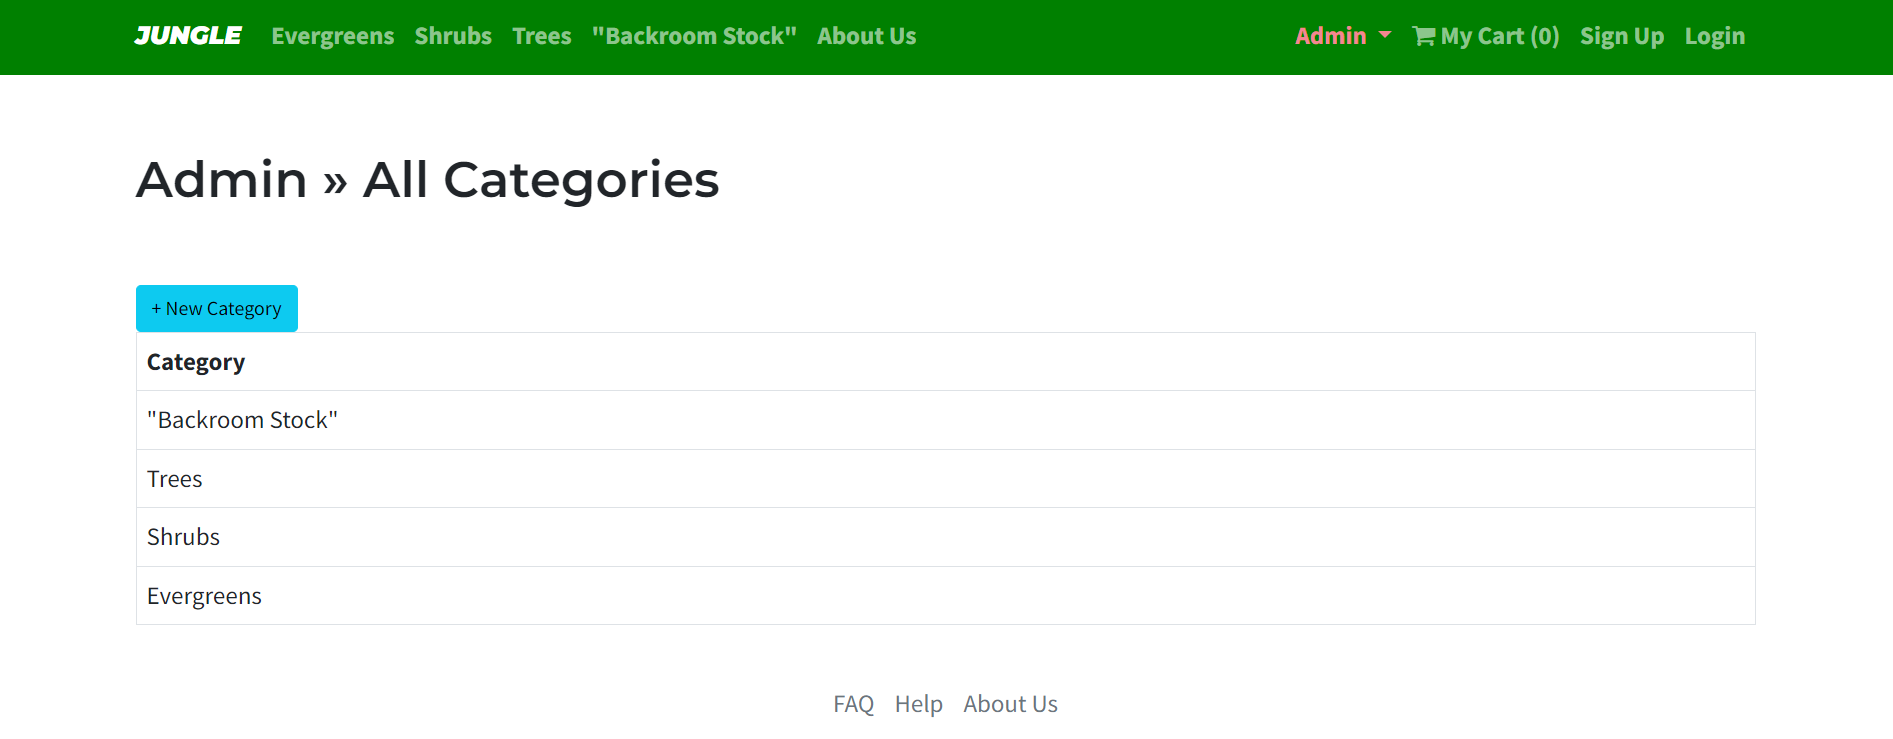 JUNGLE Evergreens Shrubs Trees "Backroom Stock" About Us Admin My Cart (0) Sign Up Login
Admin » All Categories
+ New Category
Category
"Backroom Stock"
Trees
Shrubs
Evergreens
FAQ Help About Us